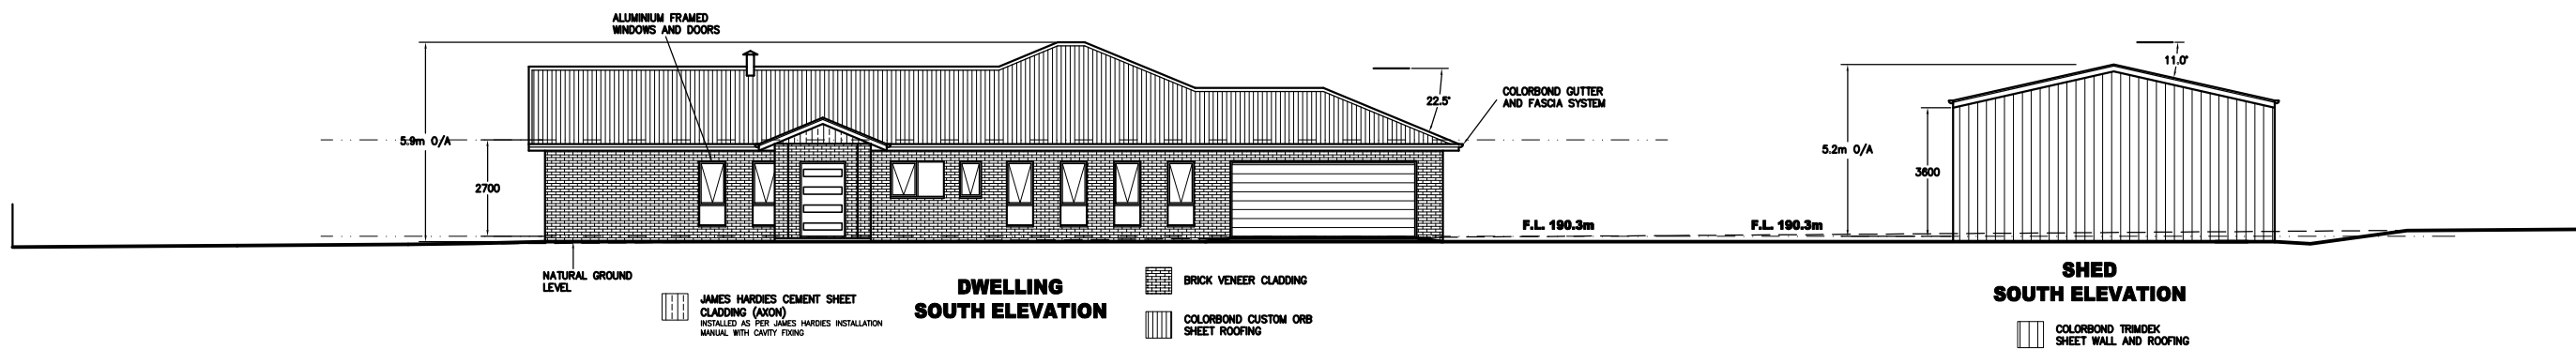 ALUMINIUM FRAMED
WINDOWS AND DOORS
5.9m O/A
2700
22.5°
COLORBOND GUTTER
AND FASCIA SYSTEM
F.L. 190.3m
F.L. 190.3m
5.2m O/A
3600
11.0°
NATURAL GROUND
LEVEL
JAMES HARDIES CEMENT SHEET
CLADDING (AXON)
INSTALLED AS PER JAMES HARDIES INSTALLATION
MANUAL WITH CAVITY FIXING
DWELLING
SOUTH ELEVATION
BRICK VENEER CLADDING
COLORBOND CUSTOM ORB
SHEET ROOFING
SHED
SOUTH ELEVATION
COLORBOND TRIMDEK
SHEET WALL AND ROOFING